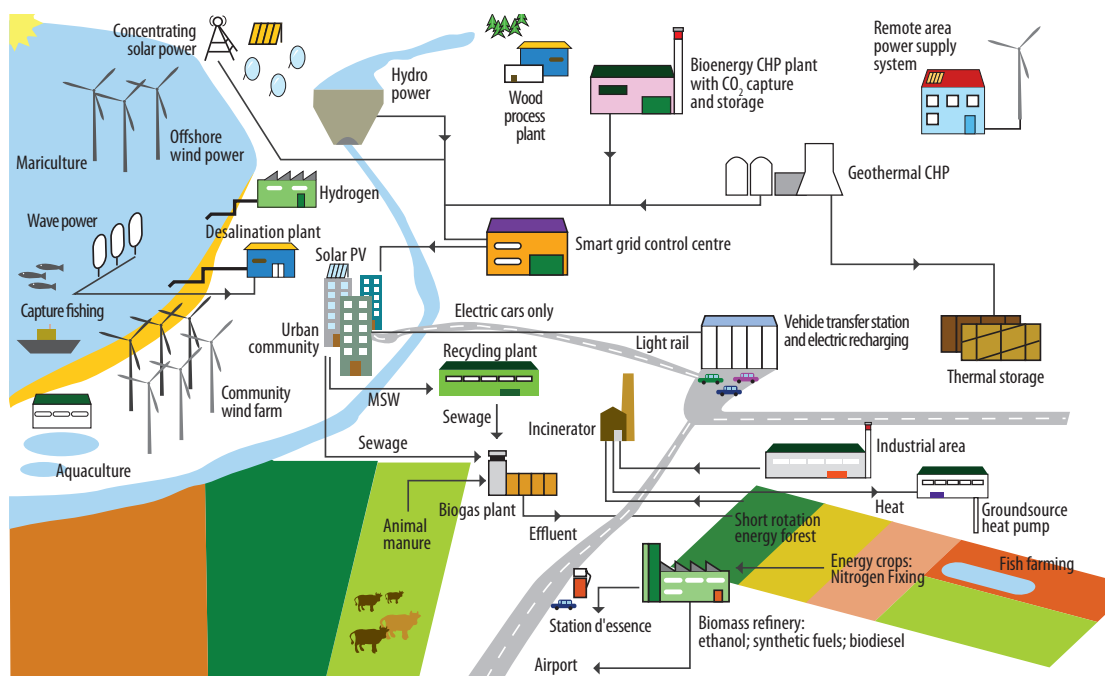 Concentrating
solar power
Hydro
power
Wood
process
plant
Bioenergy CHP plant
with CO2 capture
and storage
Remote area
power supply
system
Offshore
wind power
Mariculture
Hydrogen
Geothermal CHP
Wave power
Desalination plant
Solar PV
Smart grid control centre
Capture fishing
Urban
community
Electric cars only
Light rail
Vehicle transfer station
and electric recharging
Thermal storage
Recycling plant
Community
wind farm
MSW
Sewage
Incinerator
Sewage
Industrial area
Aquaculture
Biogas plant
Heat
Groundsource
heat pump
Animal
manure
Effluent
Short rotation
energy forest
Energy crops:
Nitrogen Fixing
Fish farming
Station d'essence
Biomass refinery:
ethanol; synthetic fuels; biodiesel
Airport